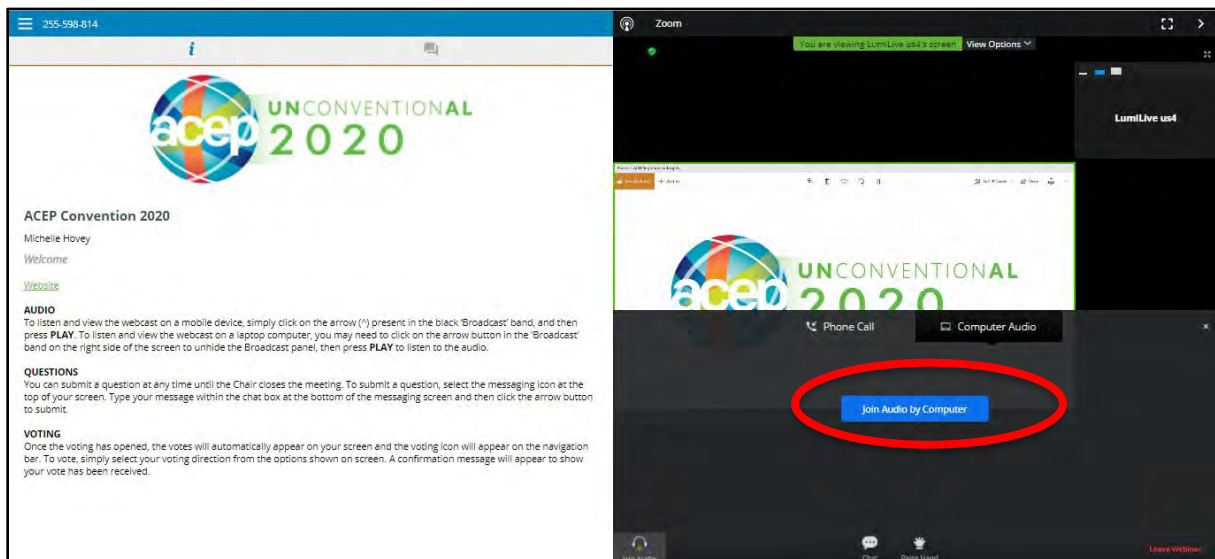 255-598-814
i
acep UNCONVENTIONAL
2020
ACEP Convention 2020
Michelle Hovey
Welcome
Website
AUDIO
To listen and view the webcast on a mobile device, simply click on the arrow (^) present in the black 'Broadcast' band, and then
press PLAY. To listen and view the webcast on a laptop computer, you may need to click on the arrow button in the 'Broadcast'
band on the right side of the screen to unhide the Broadcast panel, then press PLAY to listen to the audio.
QUESTIONS
You can submit a question at any time until the Chair closes the meeting. To submit a question, select the messaging icon at the
top of your screen. Type your message within the chat box at the bottom of the messaging screen and then click the arrow button
to submit.
VOTING
Once the voting has opened, the votes will automatically appear on your screen and the voting icon will appear on the navigation
bar. To vote, simply select your voting direction from the options shown on screen. A confirmation message will appear to show
your vote has been received.
Zoom
You are viewing LumiLive us4's screen View Options
LumiLive us4
acep UNCONVENTIONAL
2020
Phone Call Computer Audio
Join Audio by Computer
Join Audio Chat Raise Hand Leave Webinar